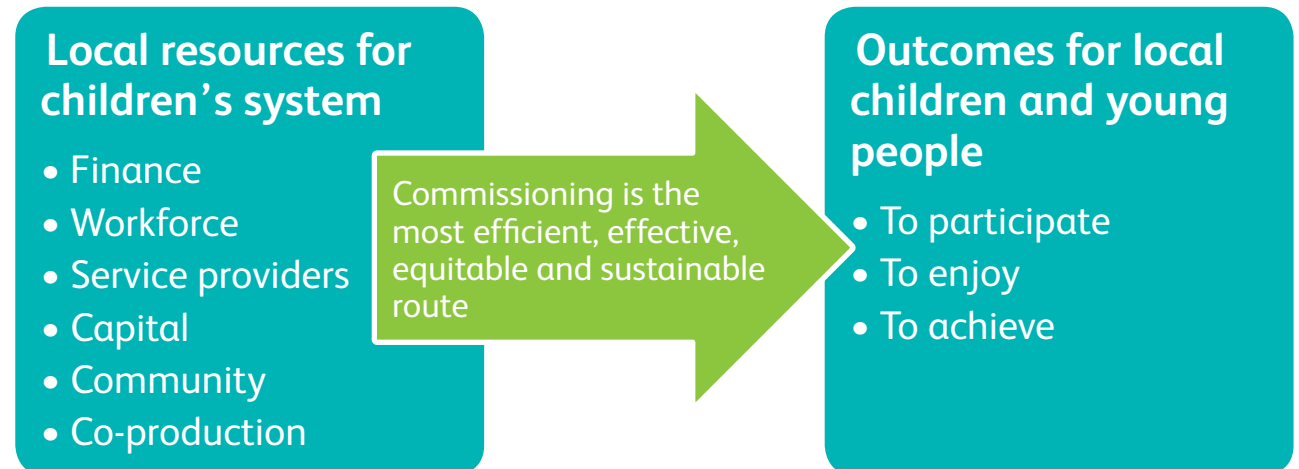 Local resources for
children’s system
• Finance
• Workforce
• Service providers
• Capital
• Community
• Co-production
Commissioning is the
most efficient, effective,
equitable and sustainable
route
Outcomes for local
children and young
people
• To participate
• To enjoy
• To achieve